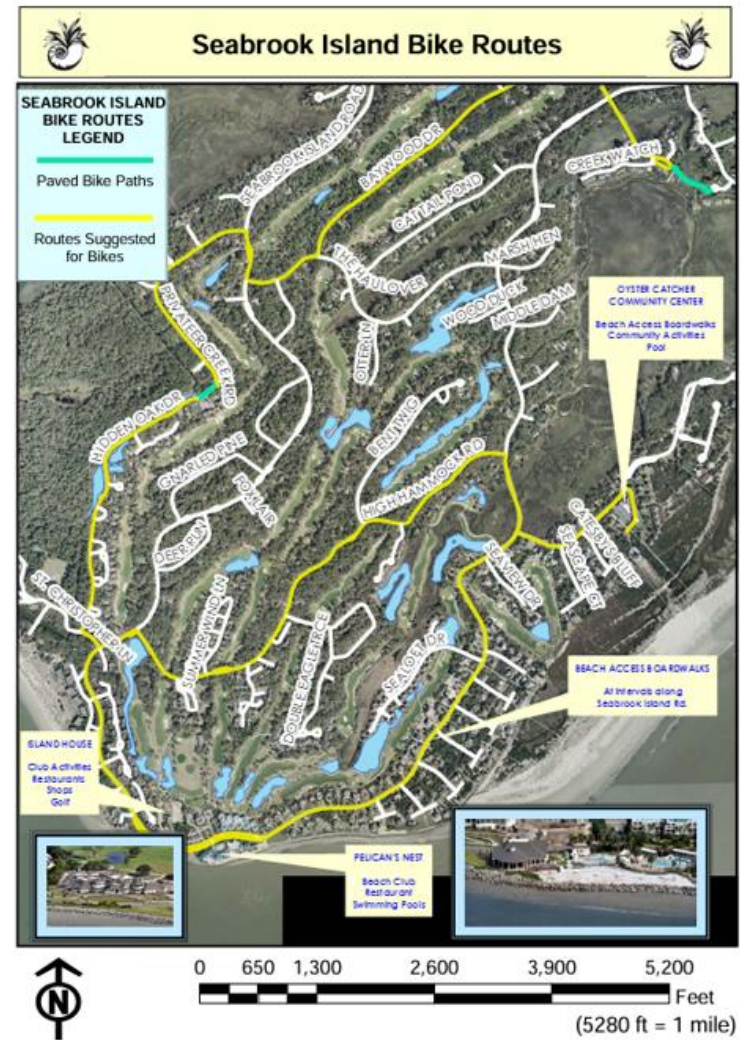 Seabrook Island Bike Routes
SEABROOK ISLAND
BIKE ROUTES
LEGEND
Paved Bike Paths
Routes Suggested
for Bikes
SEABROOK ISLAND ROAD
BAYWOOD DR
CREEK WATCH
CATTAIL POND
THE HAULOVER
MARSH HEN
WOOD DUCK
MIDDLE DAM
OYSTER CATCHER
COMMUNITY CENTER
Beach Access Boardwalks
Community Activities
Pool
PRIVATEER CREEK RD
OTTER LN
HIDDEN OAK DR
BENT TWIG
GNARLED PINE
FOXFAIR
HIGH HAMMOCK RD
DEER RUN
CATESBYS BLUFF
SEASCAPE CT
SEAVIEW DR
ST. CHRISTOPHER LN
SUMMER WIND LN
DOUBLE EAGLE TRCE
SEALOFT DR
BEACH ACCESS BOARDWALKS
At intervals along
Seabrook Island Rd.
ISLAND HOUSE
Club Activities
Restaurants
Shops
Golf
PELICAN'S NEST
Beach Club
Restaurant
Swimming Pools
N
0 650 1,300 2,600 3,900 5,200
Feet
(5280 ft = 1 mile)